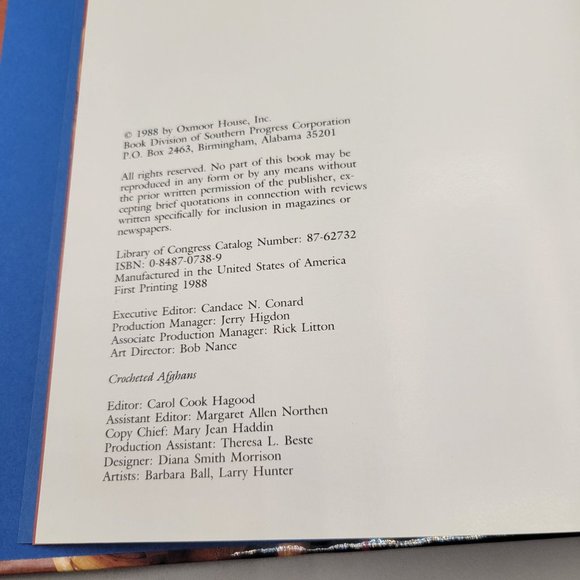 © 1988 by Oxmoor House, Inc.
Book Division of Southern Progress Corporation
P.O. Box 2463, Birmingham, Alabama 35201
All rights reserved. No part of this book may be
reproduced in any form or by any means without
the prior written permission of the publisher, ex-
cepting brief quotations in connection with reviews
written specifically for inclusion in magazines or
newspapers.
Library of Congress Catalog Number: 87-62732
ISBN: 0-8487-0738-9
Manufactured in the United States of America
First Printing 1988
Executive Editor: Candace N. Conard
Production Manager: Jerry Higdon
Associate Production Manager: Rick Litton
Art Director: Bob Nance
Crocheted Afghans
Editor: Carol Cook Hagood
Assistant Editor: Margaret Allen Northen
Copy Chief: Mary Jean Haddin
Production Assistant: Theresa L. Beste
Designer: Diana Smith Morrison
Artists: Barbara Ball, Larry Hunter